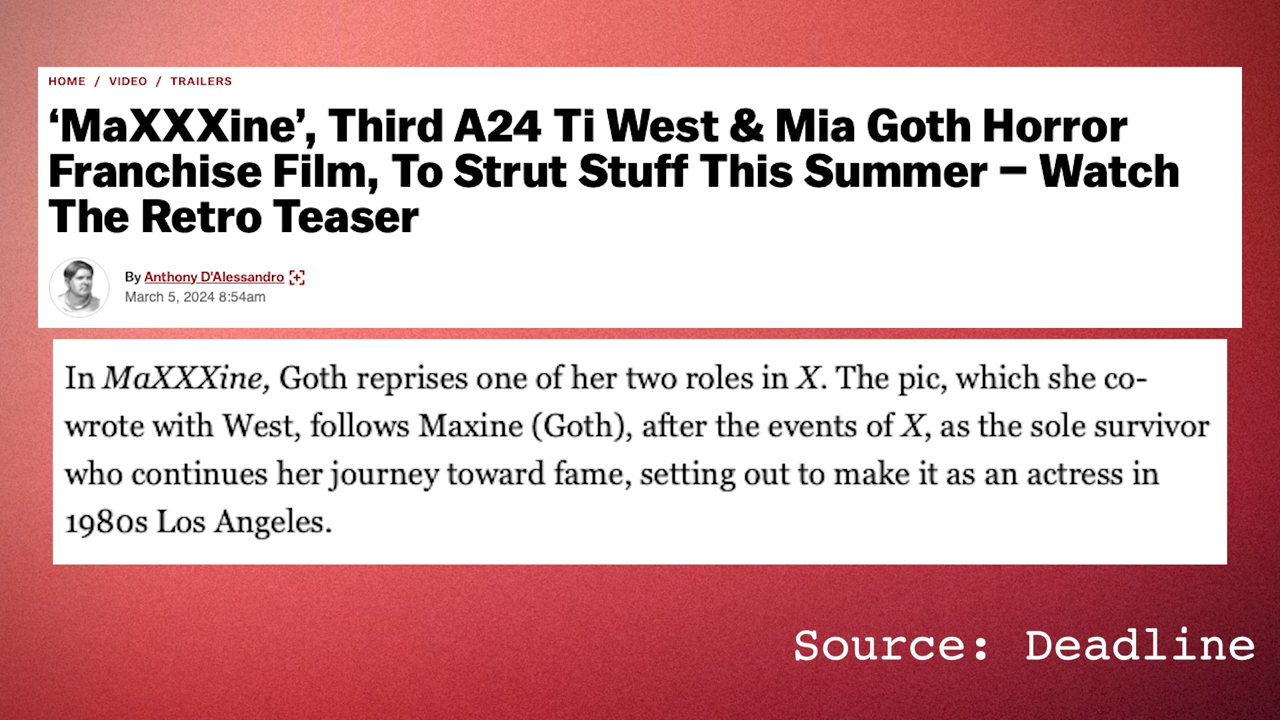 HOME / VIDEO / TRAILERS
‘MaXXXine’, Third A24 Ti West & Mia Goth Horror
Franchise Film, To Strut Stuff This Summer — Watch
The Retro Teaser
By Anthony D'Alessandro
March 5, 2024 8:54am
In MaXXXine, Goth reprises one of her two roles in X. The pic, which she co-
wrote with West, follows Maxine (Goth), after the events of X, as the sole survivor
who continues her journey toward fame, setting out to make it as an actress in
1980s Los Angeles.
Source: Deadline